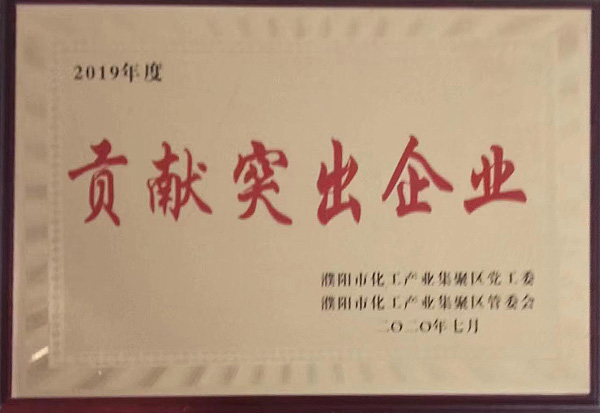 2019年度
贡献突出企业
濮阳市化工产业集聚区党工委
濮阳市化工产业集聚区管委会
二〇二〇年七月